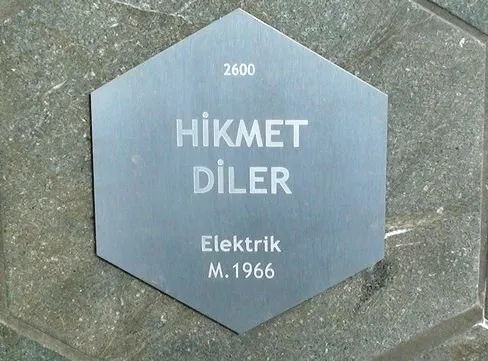 2600
HİKMET
DİLER
Elektrik
M.1966